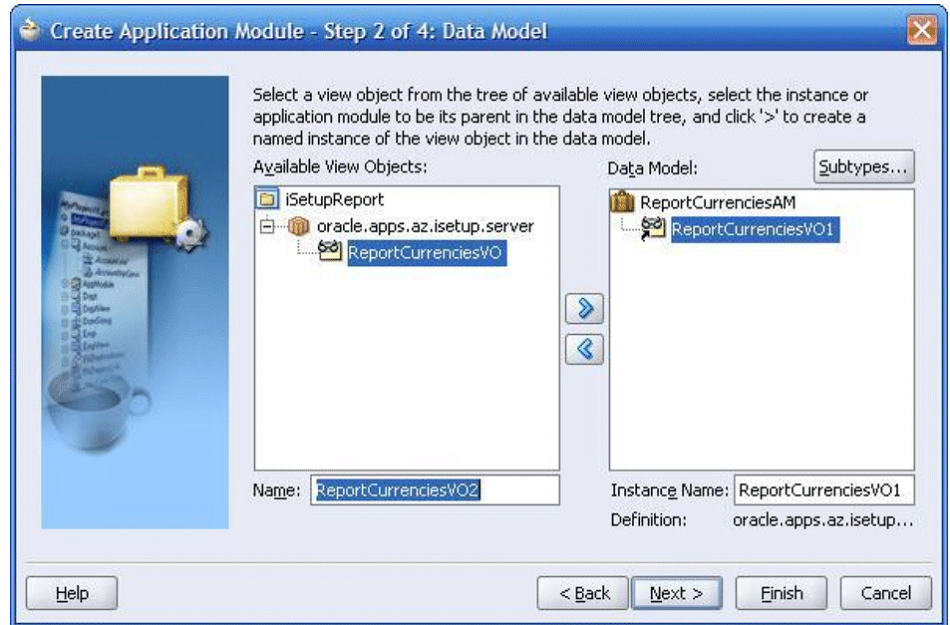 Create Application Module - Step 2 of 4: Data Model
Select a view object from the tree of available view objects, select the instance or
application module to be its parent in the data model tree, and click '>' to create a
named instance of the view object in the data model.
Available View Objects:
iSetupReport
oracle.apps.az.isetup.server
ReportCurrenciesVO
Name: ReportCurrenciesVO2
Data Model:
Subtypes...
ReportCurrenciesAM
ReportCurrenciesVO1
Instance Name: ReportCurrenciesVO1
Definition: oracle.apps.az.isetup...
Help
< Back
Next >
Finish
Cancel